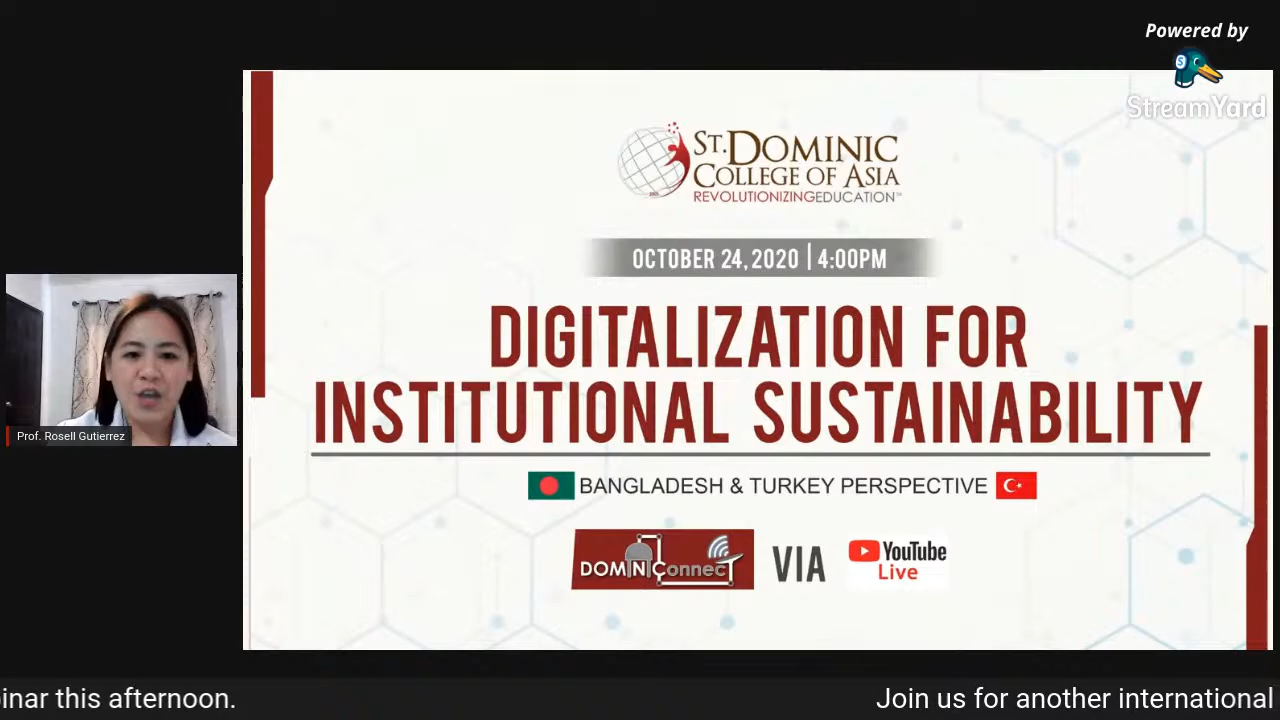 Powered by
StreamYard
ST. DOMINIC
COLLEGE OF ASIA
REVOLUTIONIZINGEDUCATION™
OCTOBER 24, 2020 | 4:00PM
DIGITALIZATION FOR
INSTITUTIONAL SUSTAINABILITY
BANGLADESH & TURKEY PERSPECTIVE
DOMINIConnecT VIA YouTube
Live
Prof. Rosell Gutierrez
inar this afternoon. Join us for another international